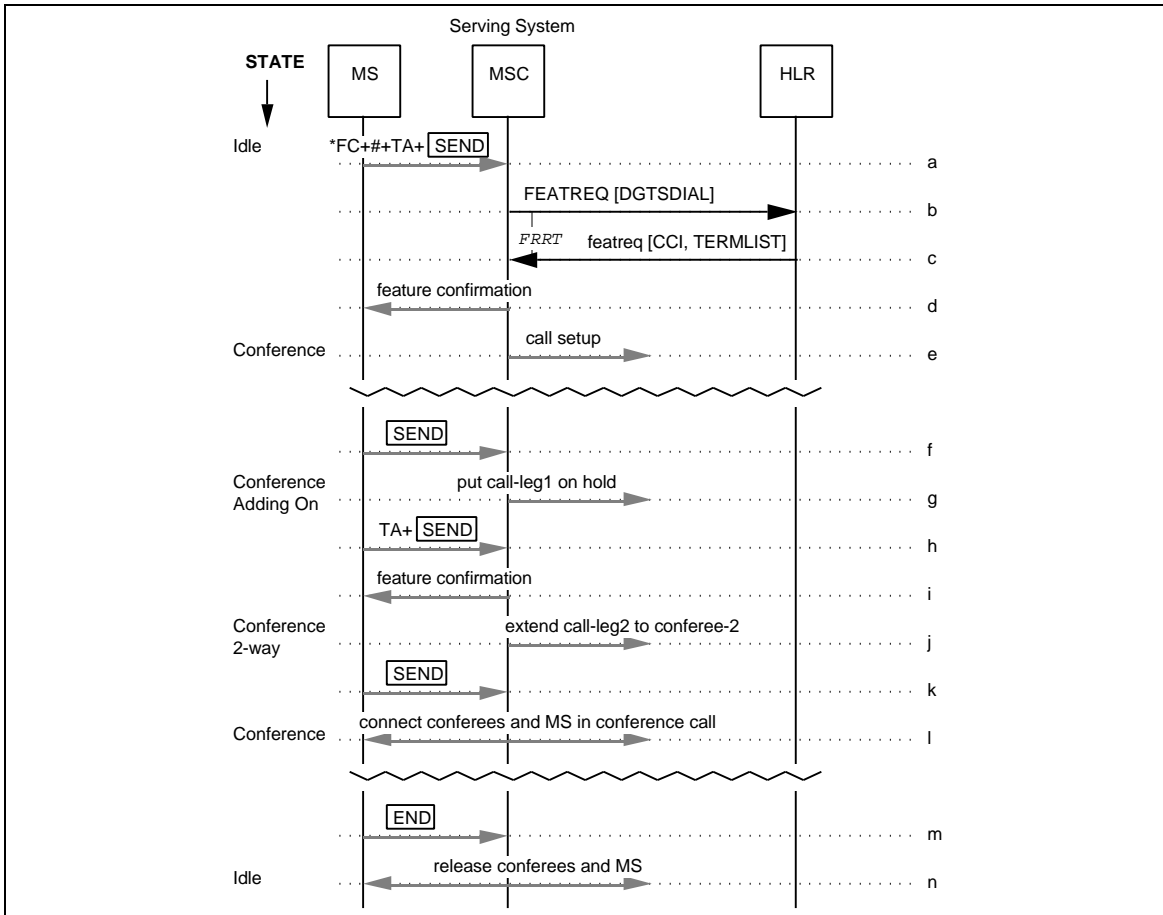 Serving System
STATE
MS
MSC
HLR
Idle
*FC+#+TA+ SEND
a
FEATREQ [DGTSDIAL]
b
FRRT
featreq [CCI, TERMLIST]
c
feature confirmation
d
Conference
call setup
e
SEND
f
Conference
Adding On
put call-leg1 on hold
g
TA+ SEND
h
feature confirmation
i
Conference
2-way
extend call-leg2 to conferee-2
j
SEND
k
Conference
connect conferees and MS in conference call
l
END
m
Idle
release conferees and MS
n